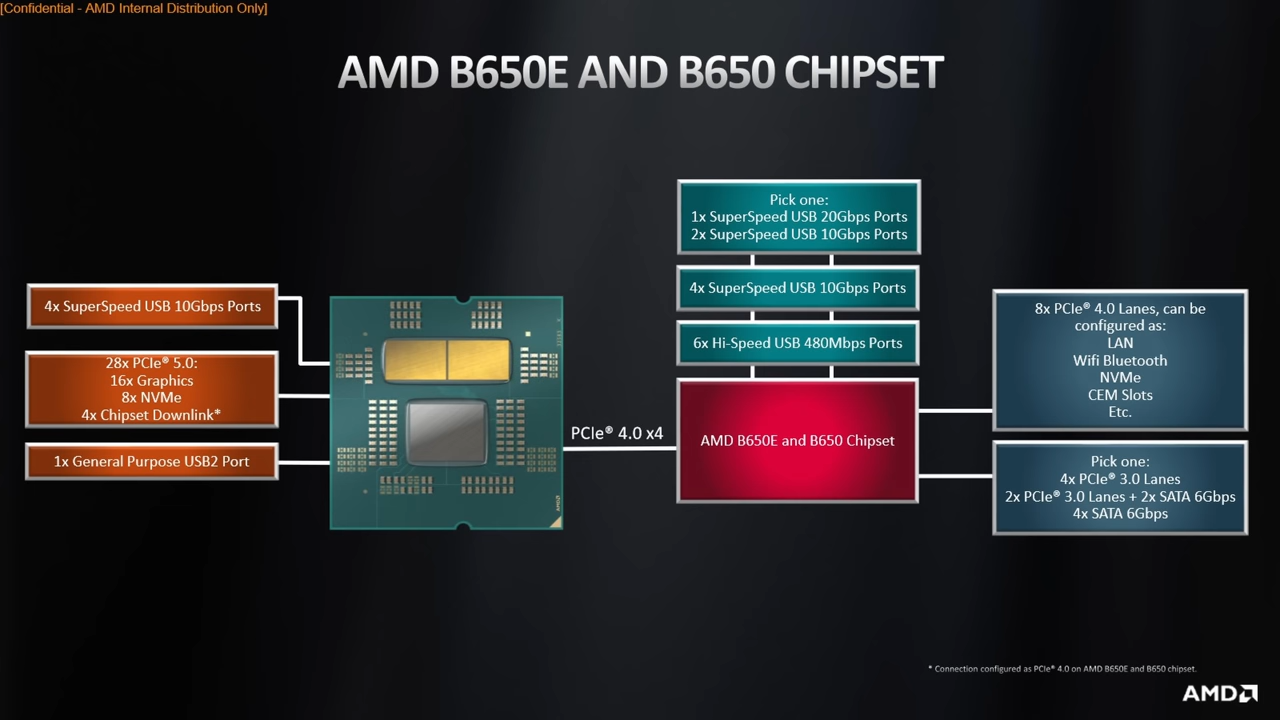 [Confidential - AMD Internal Distribution Only]
AMD B650E AND B650 CHIPSET
Pick one:
1x SuperSpeed USB 20Gbps Ports
2x SuperSpeed USB 10Gbps Ports
4x SuperSpeed USB 10Gbps Ports
6x Hi-Speed USB 480Mbps Ports
4x SuperSpeed USB 10Gbps Ports
28x PCIe® 5.0:
16x Graphics
8x NVMe
4x Chipset Downlink*
1x General Purpose USB2 Port
PCIe® 4.0 x4
AMD B650E and B650 Chipset
8x PCIe® 4.0 Lanes, can be
configured as:
LAN
Wifi Bluetooth
NVMe
CEM Slots
Etc.
Pick one:
4x PCIe® 3.0 Lanes
2x PCIe® 3.0 Lanes + 2x SATA 6Gbps
4x SATA 6Gbps
* Connection configured as PCIe® 4.0 on AMD B650E and B650 chipset.
AMD